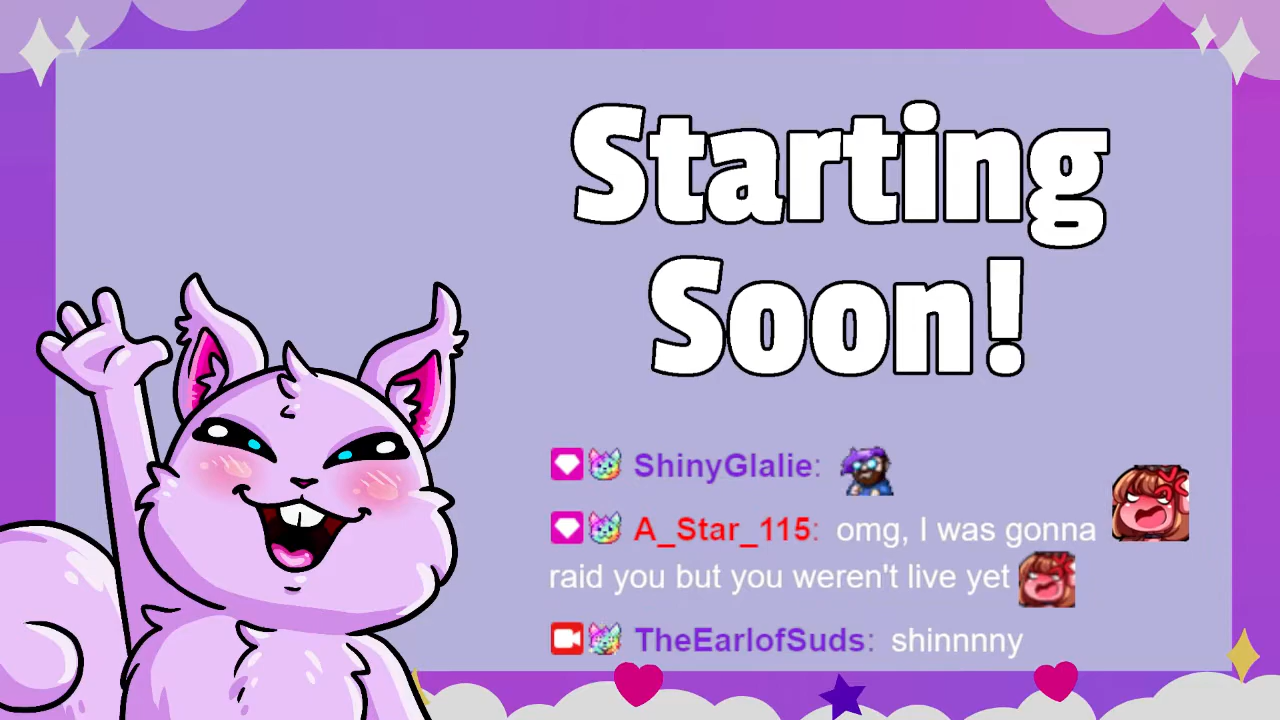 Starting
Soon!
ShinyGlalie:
A_Star_115: omg, I was gonna
raid you but you weren't live yet
TheEarlofSuds: shinnnny